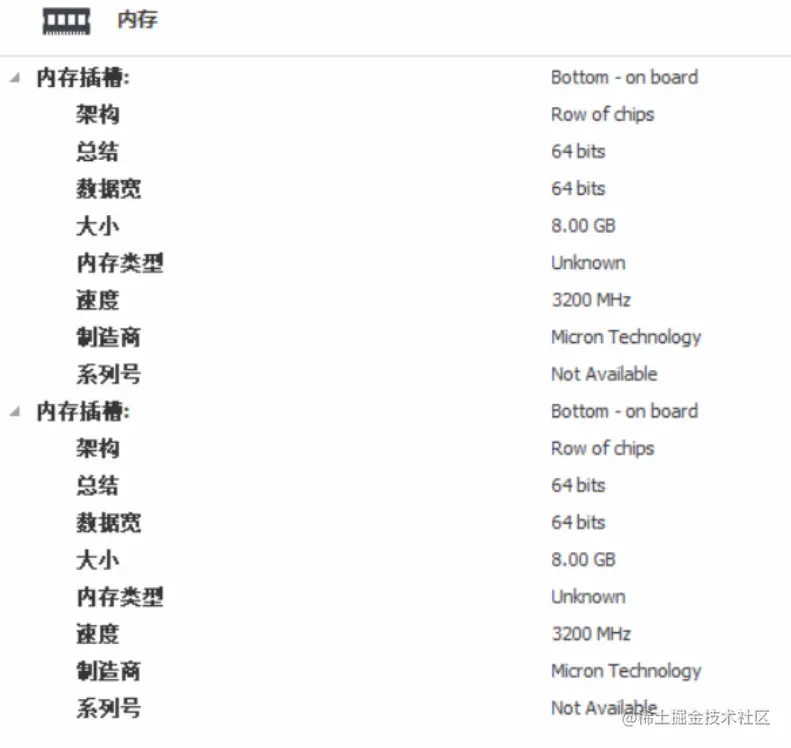 内存
内存插槽: Bottom - on board
架构 Row of chips
总结 64 bits
数据宽 64 bits
大小 8.00 GB
内存类型 Unknown
速度 3200 MHz
制造商 Micron Technology
系列号 Not Available
内存插槽: Bottom - on board
架构 Row of chips
总结 64 bits
数据宽 64 bits
大小 8.00 GB
内存类型 Unknown
速度 3200 MHz
制造商 Micron Technology
系列号 Not Available
@稀土掘金技术社区